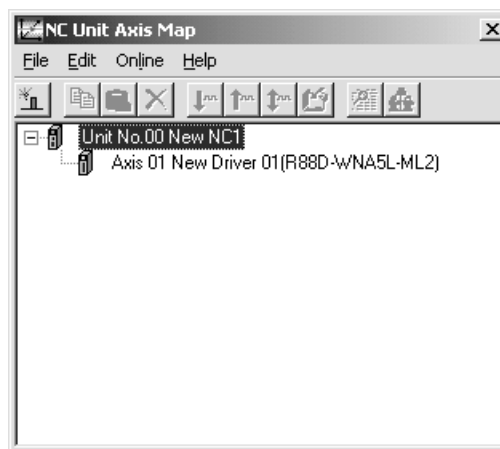 NC Unit Axis Map
File Edit Online Help
Unit No.00 New NC1
Axis 01 New Driver 01(R88D-WNA5L-ML2)